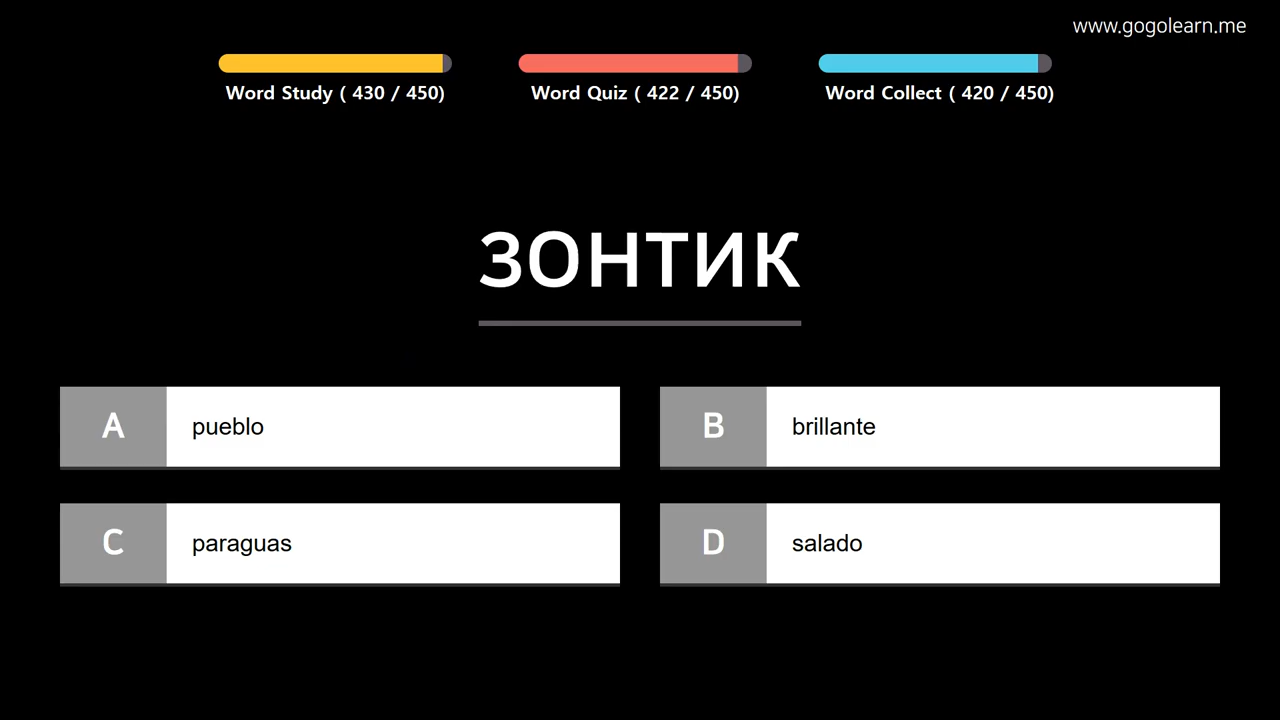 www.gogolearn.me
Word Study ( 430 / 450)
Word Quiz ( 422 / 450)
Word Collect ( 420 / 450)
зонтик
A pueblo
B brillante
C paraguas
D salado